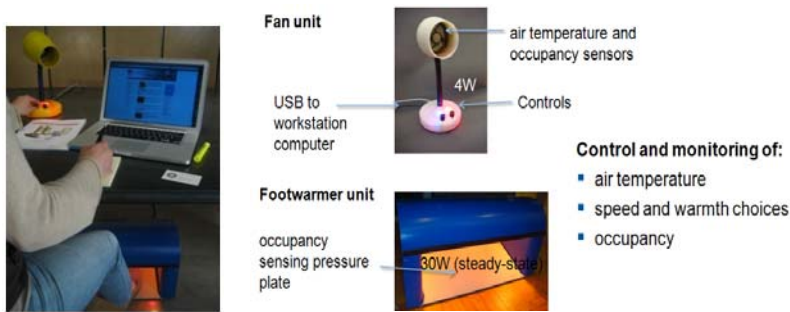 Fan unit
air temperature and
occupancy sensors
4W
USB to
workstation
computer
Controls
Control and monitoring of:
▪ air temperature
▪ speed and warmth choices
▪ occupancy
Footwarmer unit
occupancy
sensing pressure
plate
30W (steady-state)